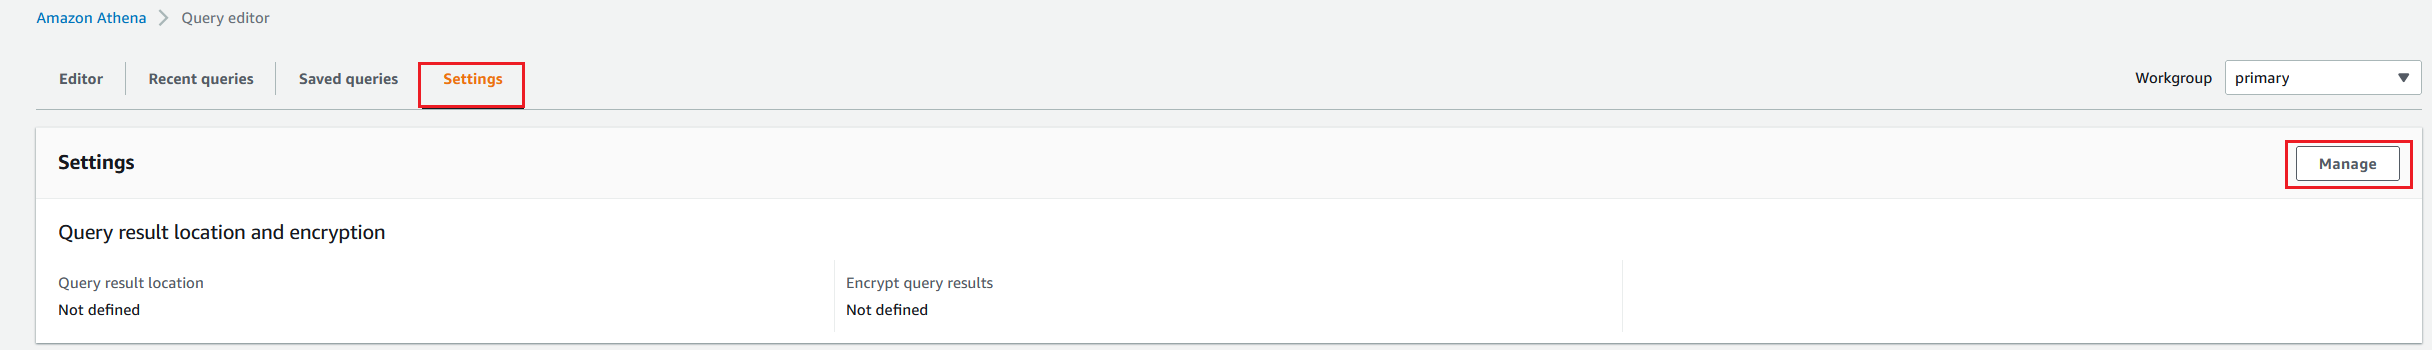 Amazon Athena > Query editor
Editor Recent queries Saved queries Settings Workgroup primary
Settings Manage
Query result location and encryption
Query result location Encrypt query results
Not defined Not defined